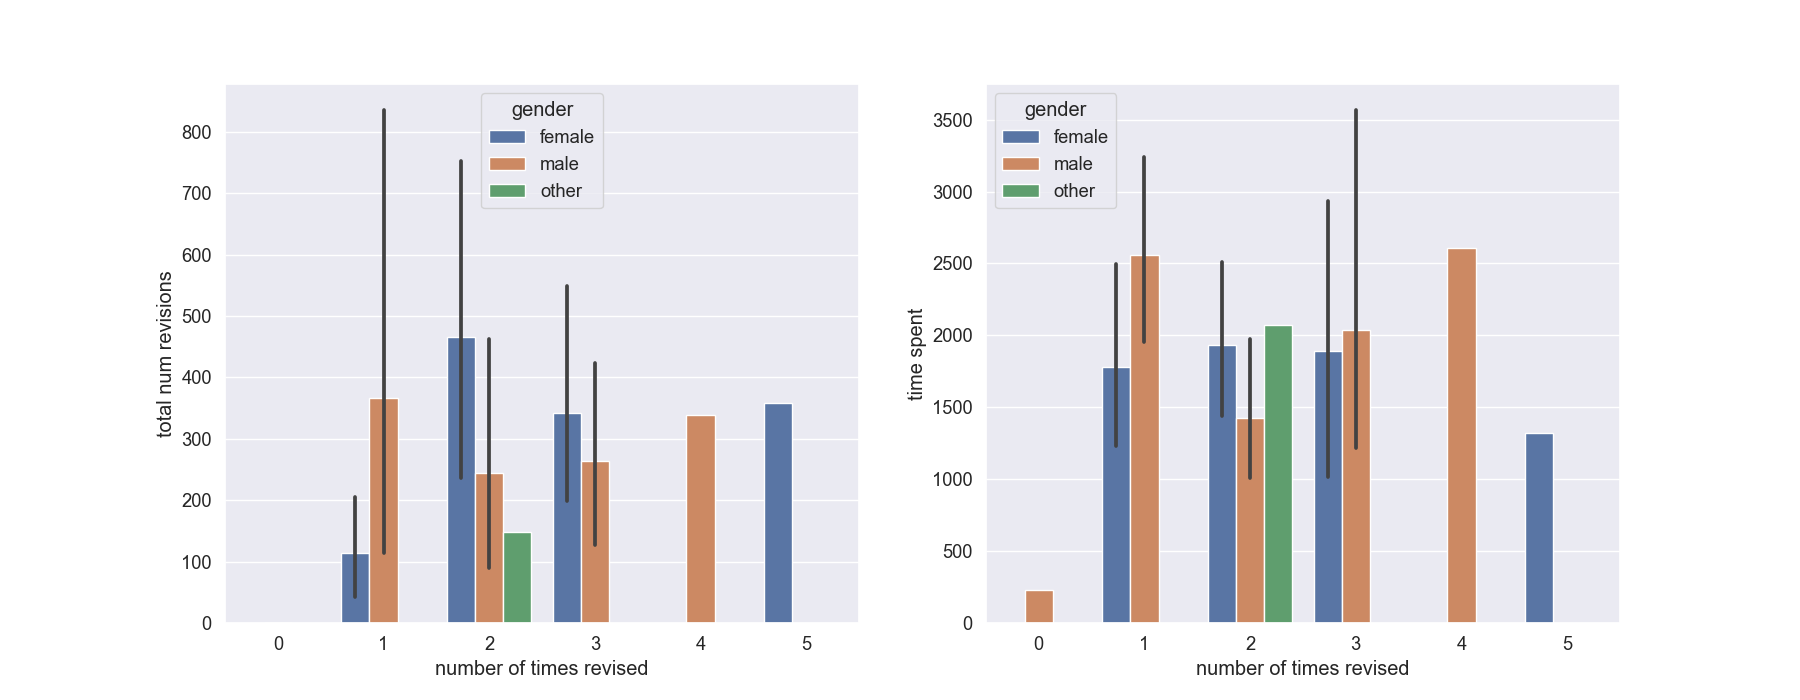 gender
female
male
other
800
700
600
500
400
300
200
100
0
total num revisions
0 1 2 3 4 5
number of times revised
gender
female
male
other
3500
3000
2500
2000
1500
1000
500
0
time spent
0 1 2 3 4 5
number of times revised